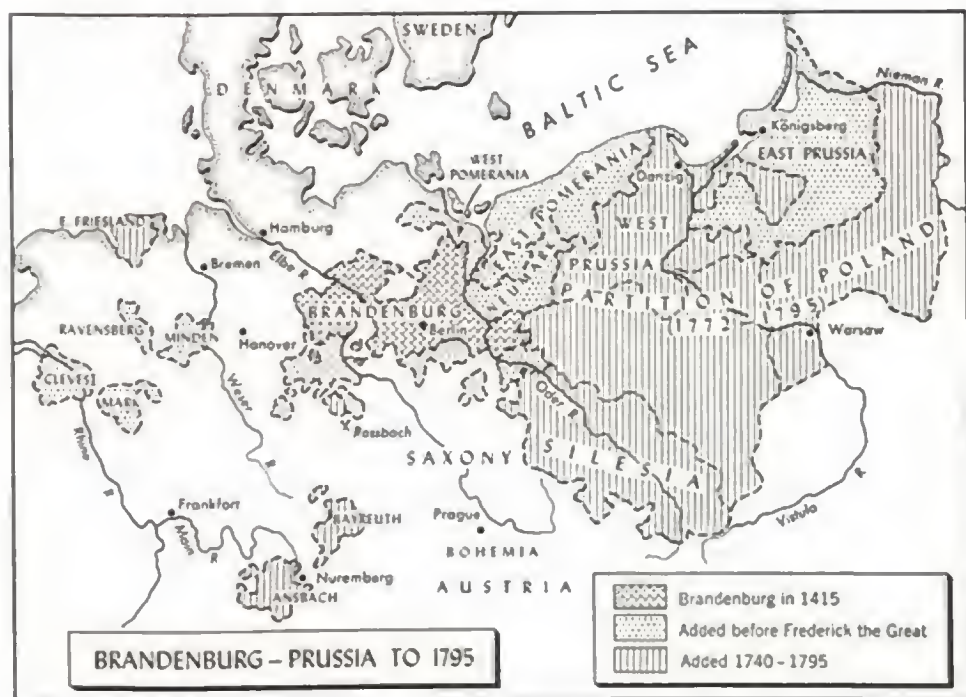 SWEDEN
DENMARK
BALTIC SEA
Nieman R.
Königsberg
EAST PRUSSIA
WEST
POMERANIA
Danzig
EAST POMERANIA
E. FRIESLAND
Hamburg
Elbe R.
Bremen
WEST
PRUSSIA
NEUMARK
PARTITION OF POLAND
(1772
1795)
BRANDENBURG
Berlin
RAVENSBERG
MINDEN
Hanover
Warsaw
CLEVES
MARK
Weser
R
Oder R.
Rossbach
Rhine
R
SAXONY
SILESIA
Frankfort
Main
R
BAYREUTH
Prague
Vistula
R
BOHEMIA
Nuremberg
AUSTRIA
ANSBACH
BRANDENBURG – PRUSSIA TO 1795
Brandenburg in 1415
Added before Frederick the Great
Added 1740 - 1795